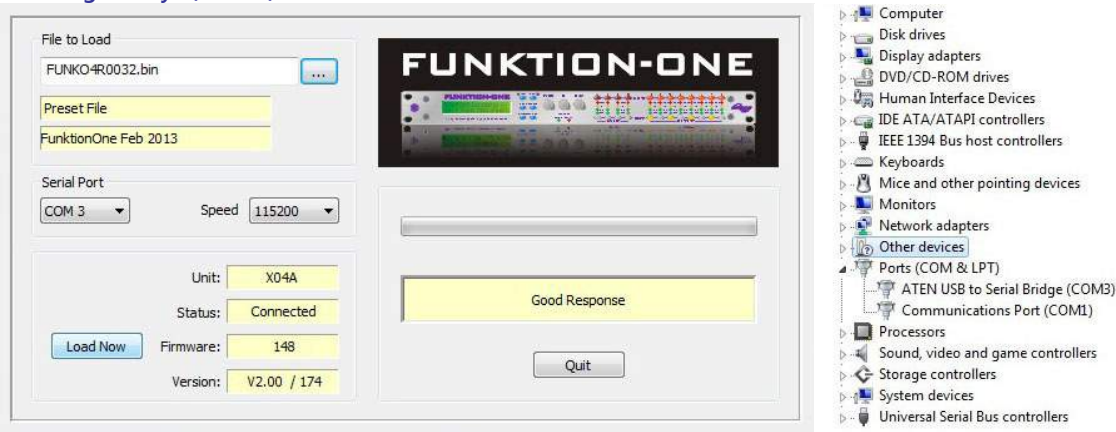 File to Load
FUNKO4R0032.bin
...
Preset File
FunktionOne Feb 2013
Serial Port
COM 3
Speed
115200
Unit:
X04A
Status:
Connected
Load Now
Firmware:
148
Version:
V2.00 / 174
FUNKTION-ONE
FUNKTION-ONE
Good Response
Quit
Computer
Disk drives
Display adapters
DVD/CD-ROM drives
Human Interface Devices
IDE ATA/ATAPI controllers
IEEE 1394 Bus host controllers
Keyboards
Mice and other pointing devices
Monitors
Network adapters
Other devices
Ports (COM & LPT)
ATEN USB to Serial Bridge (COM3)
Communications Port (COM1)
Processors
Sound, video and game controllers
Storage controllers
System devices
Universal Serial Bus controllers